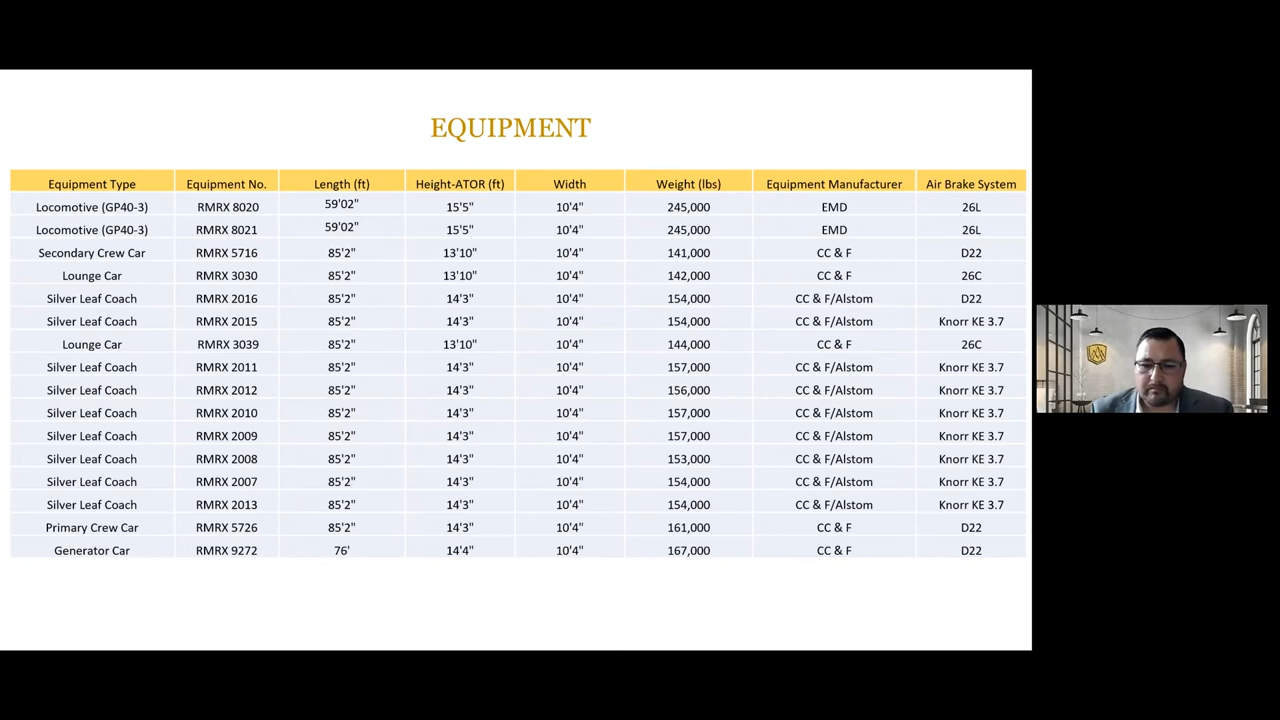 EQUIPMENT
Equipment Type Equipment No. Length (ft) Height-ATOR (ft) Width Weight (lbs) Equipment Manufacturer Air Brake System
Locomotive (GP40-3) RMRX 8020 59'02" 15'5" 10'4" 245,000 EMD 26L
Locomotive (GP40-3) RMRX 8021 59'02" 15'5" 10'4" 245,000 EMD 26L
Secondary Crew Car RMRX 5716 85'2" 13'10" 10'4" 141,000 CC & F D22
Lounge Car RMRX 3030 85'2" 13'10" 10'4" 142,000 CC & F 26C
Silver Leaf Coach RMRX 2016 85'2" 14'3" 10'4" 154,000 CC & F/Alstom D22
Silver Leaf Coach RMRX 2015 85'2" 14'3" 10'4" 154,000 CC & F/Alstom Knorr KE 3.7
Lounge Car RMRX 3039 85'2" 13'10" 10'4" 144,000 CC & F 26C
Silver Leaf Coach RMRX 2011 85'2" 14'3" 10'4" 157,000 CC & F/Alstom Knorr KE 3.7
Silver Leaf Coach RMRX 2012 85'2" 14'3" 10'4" 156,000 CC & F/Alstom Knorr KE 3.7
Silver Leaf Coach RMRX 2010 85'2" 14'3" 10'4" 157,000 CC & F/Alstom Knorr KE 3.7
Silver Leaf Coach RMRX 2009 85'2" 14'3" 10'4" 157,000 CC & F/Alstom Knorr KE 3.7
Silver Leaf Coach RMRX 2008 85'2" 14'3" 10'4" 153,000 CC & F/Alstom Knorr KE 3.7
Silver Leaf Coach RMRX 2007 85'2" 14'3" 10'4" 154,000 CC & F/Alstom Knorr KE 3.7
Silver Leaf Coach RMRX 2013 85'2" 14'3" 10'4" 154,000 CC & F/Alstom Knorr KE 3.7
Primary Crew Car RMRX 5726 85'2" 14'3" 10'4" 161,000 CC & F D22
Generator Car RMRX 9272 76' 14'4" 10'4" 167,000 CC & F D22